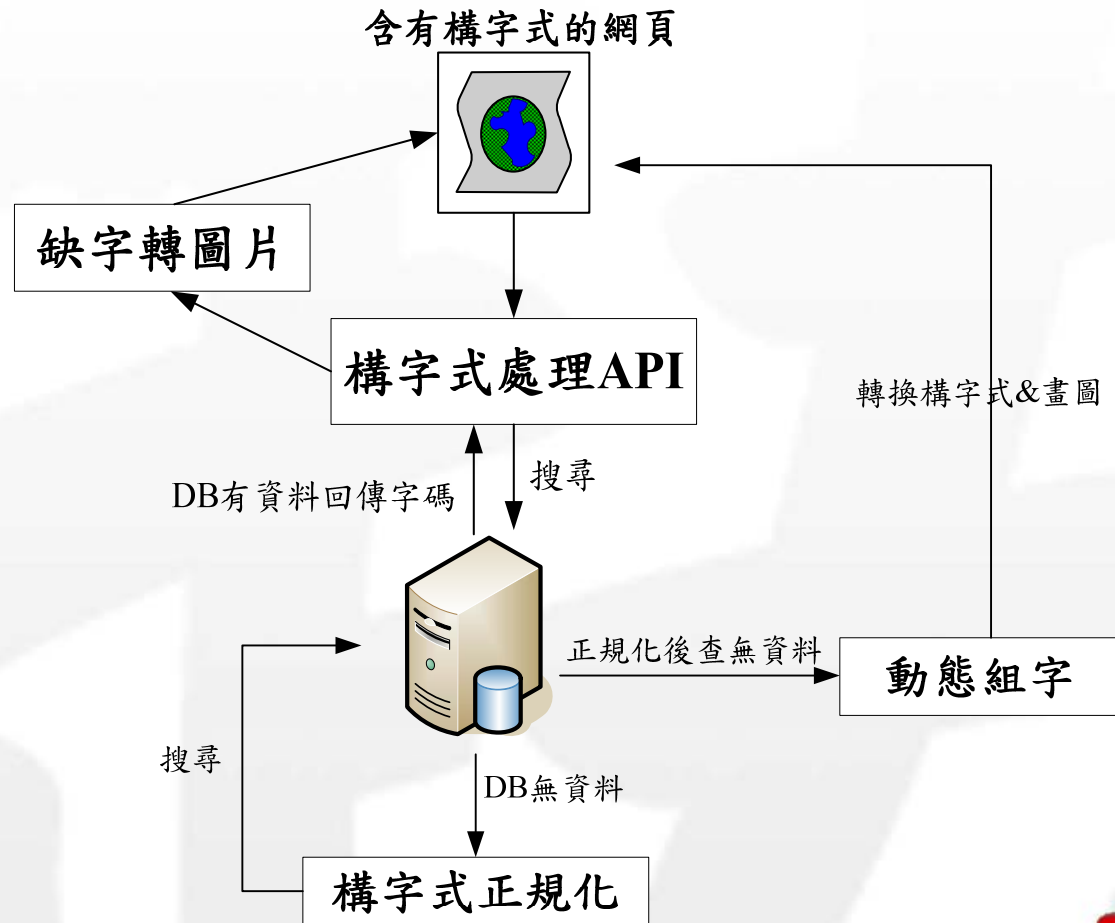 含有構字式的網頁
缺字轉圖片
構字式處理API
轉換構字式&畫圖
DB有資料回傳字碼
搜尋
正規化後查無資料
動態組字
搜尋
DB無資料
構字式正規化